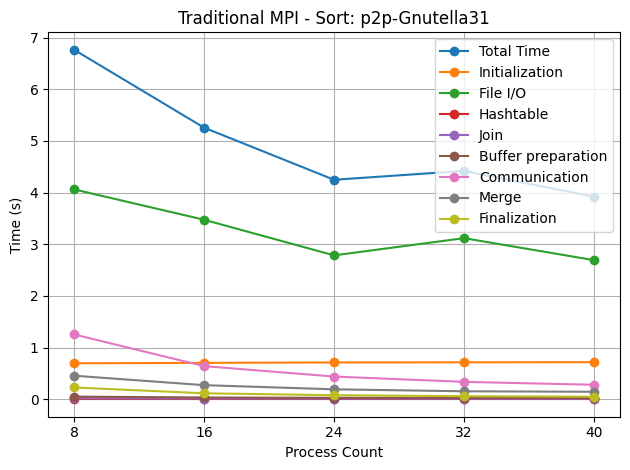 Traditional MPI - Sort: p2p-Gnutella31
Time (s)
7
6
5
4
3
2
1
0
Total Time
Initialization
File I/O
Hashtable
Join
Buffer preparation
Communication
Merge
Finalization
8 16 24 32 40
Process Count